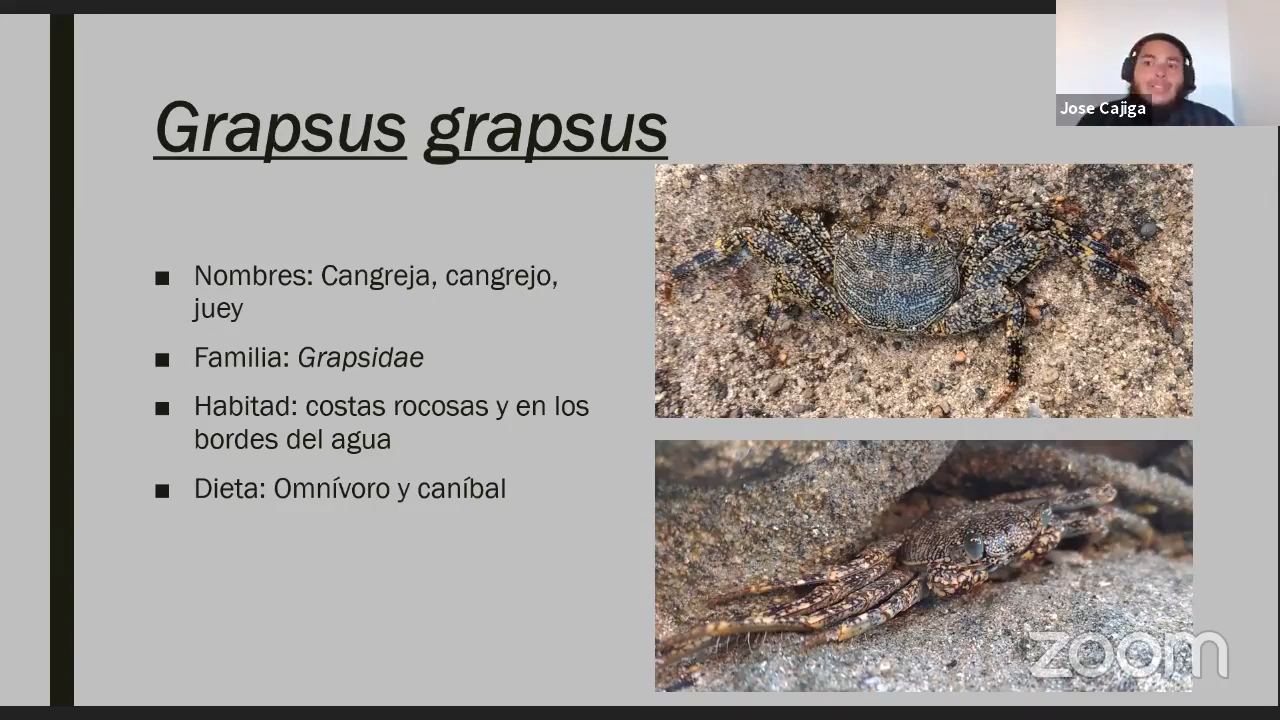 Jose Cajiga
Grapsus grapsus
■ Nombres: Cangreja, cangrejo,
juey
■ Familia: Grapsidae
■ Habitad: costas rocosas y en los
bordes del agua
■ Dieta: Omnívoro y caníbal
zoom